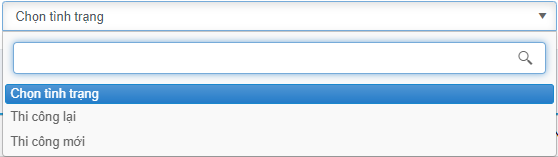 Chọn tình trạng
Chọn tình trạng
Thi công lại
Thi công mới